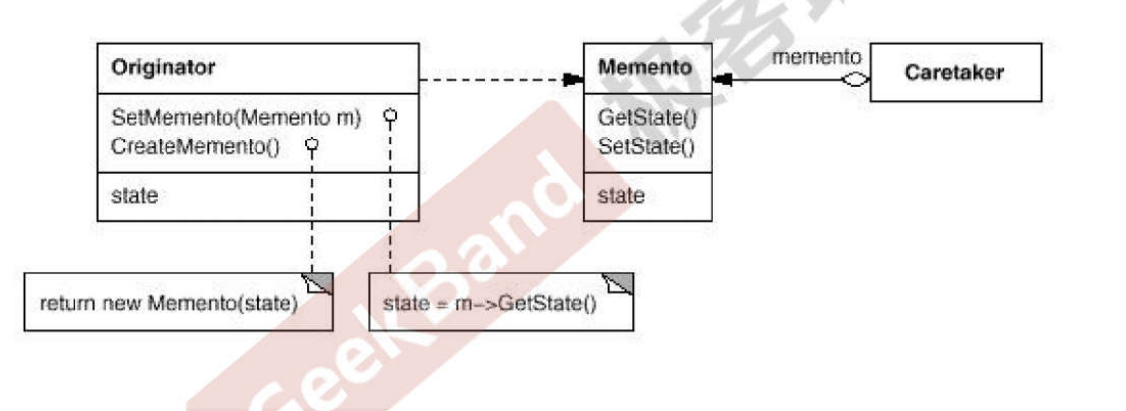 Originator
SetMemento(Memento m)
CreateMemento()
state
Memento
GetState()
SetState()
state
memento
Caretaker
return new Memento(state)
state = m->GetState()
GeekBand
极客